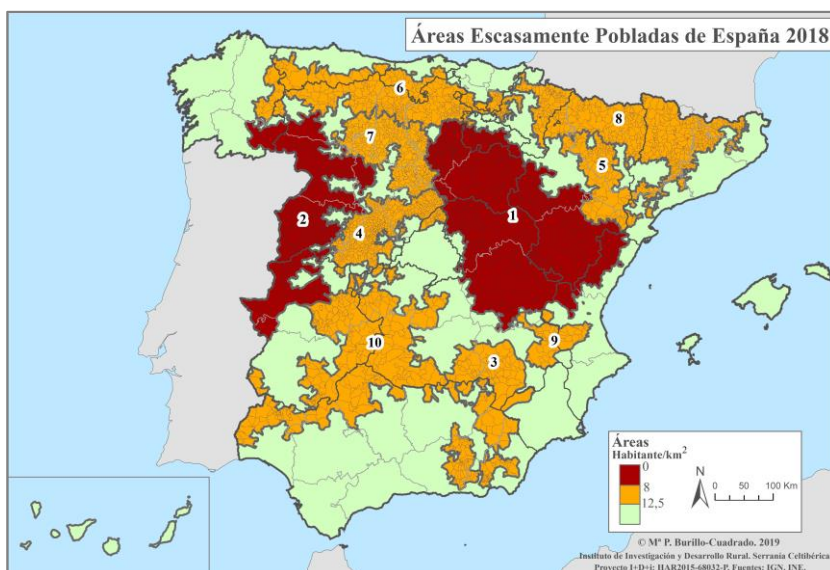 Áreas Escasamente Pobladas de España 2018
6
8
7
5
1
2
4
10
9
3
Áreas
Habitante/km²
0
8
12,5
N
0 50 100 Km
© Mª P. Burillo-Cuadrado. 2019
Instituto de Investigación y Desarrollo Rural. Serranía Celtibérica
Proyecto I+D+i: HAR2015-68032-P. Fuentes: IGN, INE.